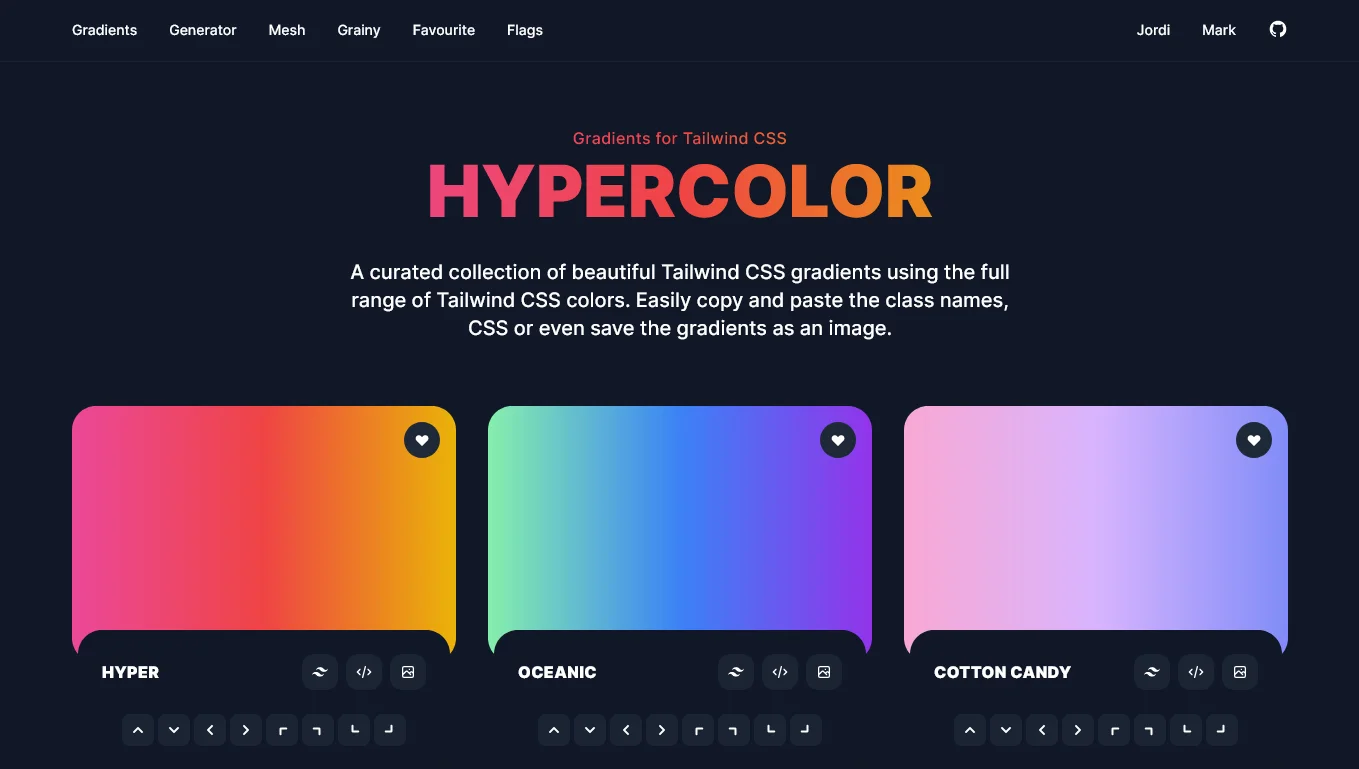 Gradients Generator Mesh Grainy Favourite Flags Jordi Mark
Gradients for Tailwind CSS
HYPERCOLOR
A curated collection of beautiful Tailwind CSS gradients using the full
range of Tailwind CSS colors. Easily copy and paste the class names,
CSS or even save the gradients as an image.
HYPER
OCEANIC
COTTON CANDY